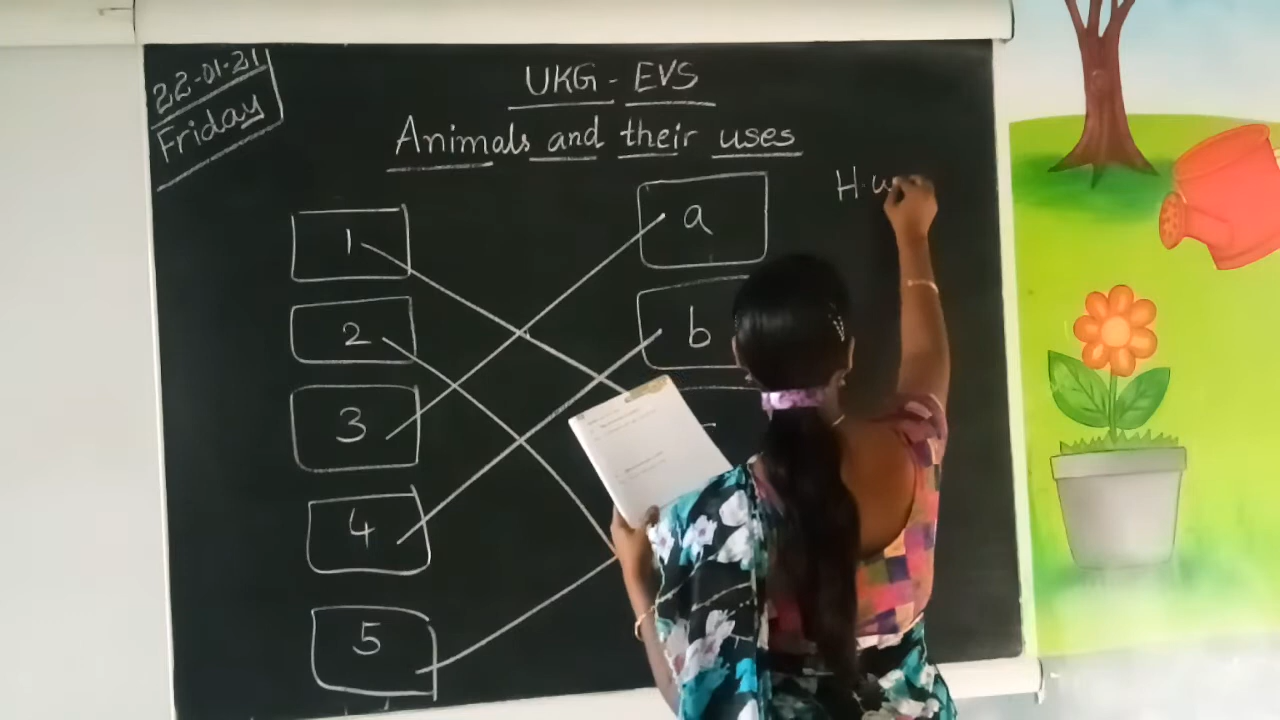 22-01-21
Friday
UKG - EVS
Animals and their uses
1
a
2
b
3
4
5
H.w